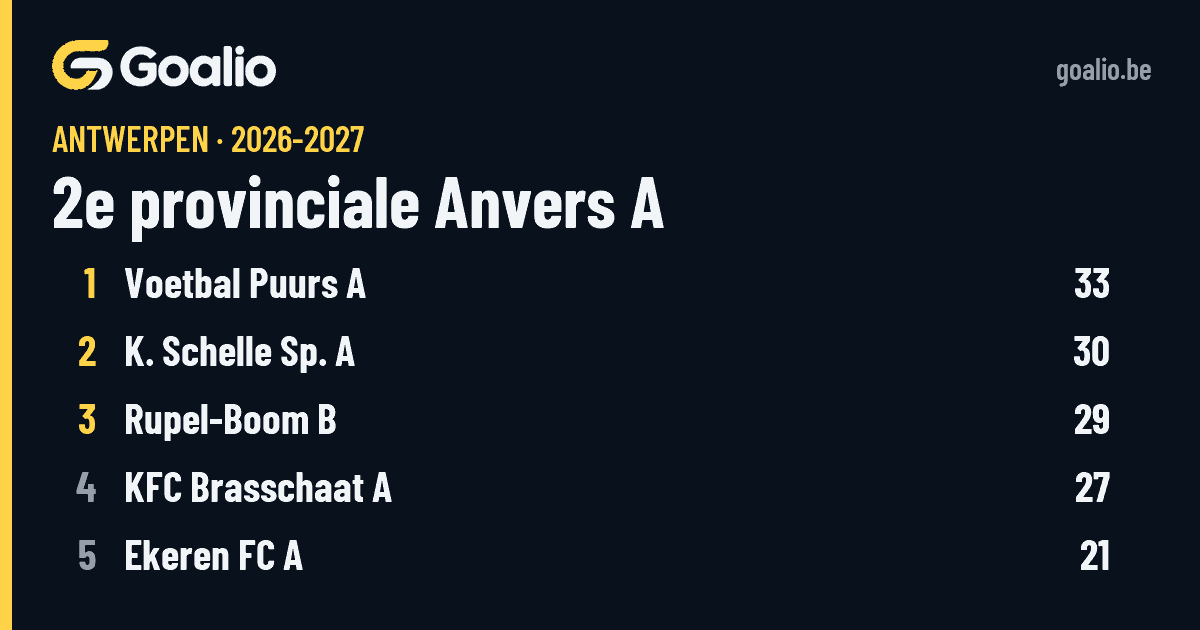 Goalio
goalio.be
ANTWERPEN · 2026-2027
2e provinciale Anvers A
1 Voetbal Puurs A 33
2 K. Schelle Sp. A 30
3 Rupel-Boom B 29
4 KFC Brasschaat A 27
5 Ekeren FC A 21